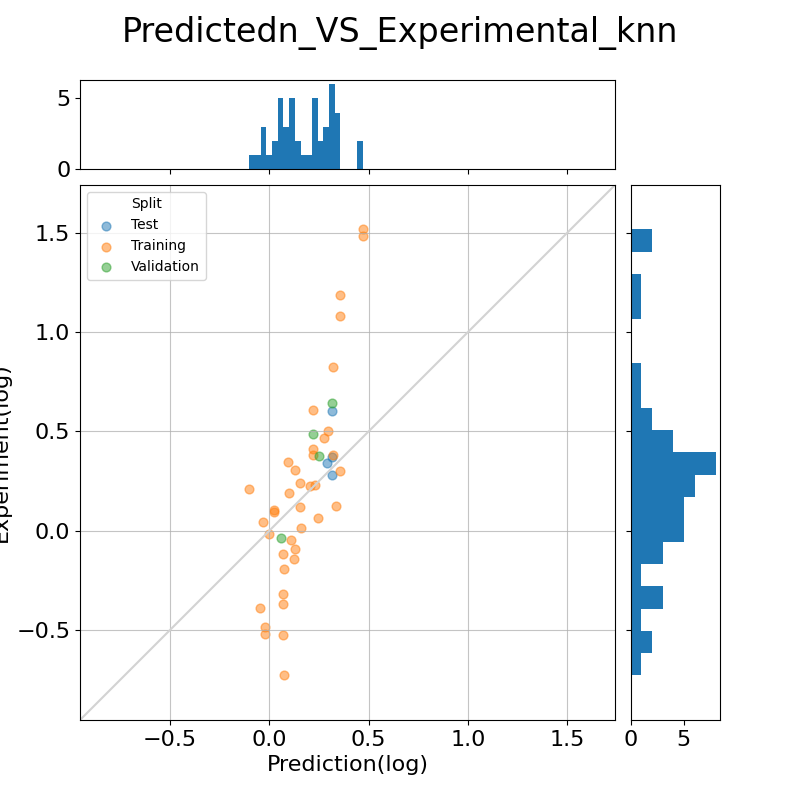 Predictedn_VS_Experimental_knn
5
0
Split
Test
Training
Validation
1.5
1.0
0.5
0.0
−0.5
Experiment(log)
−0.5
0.0
0.5
1.0
1.5
0
5
Prediction(log)